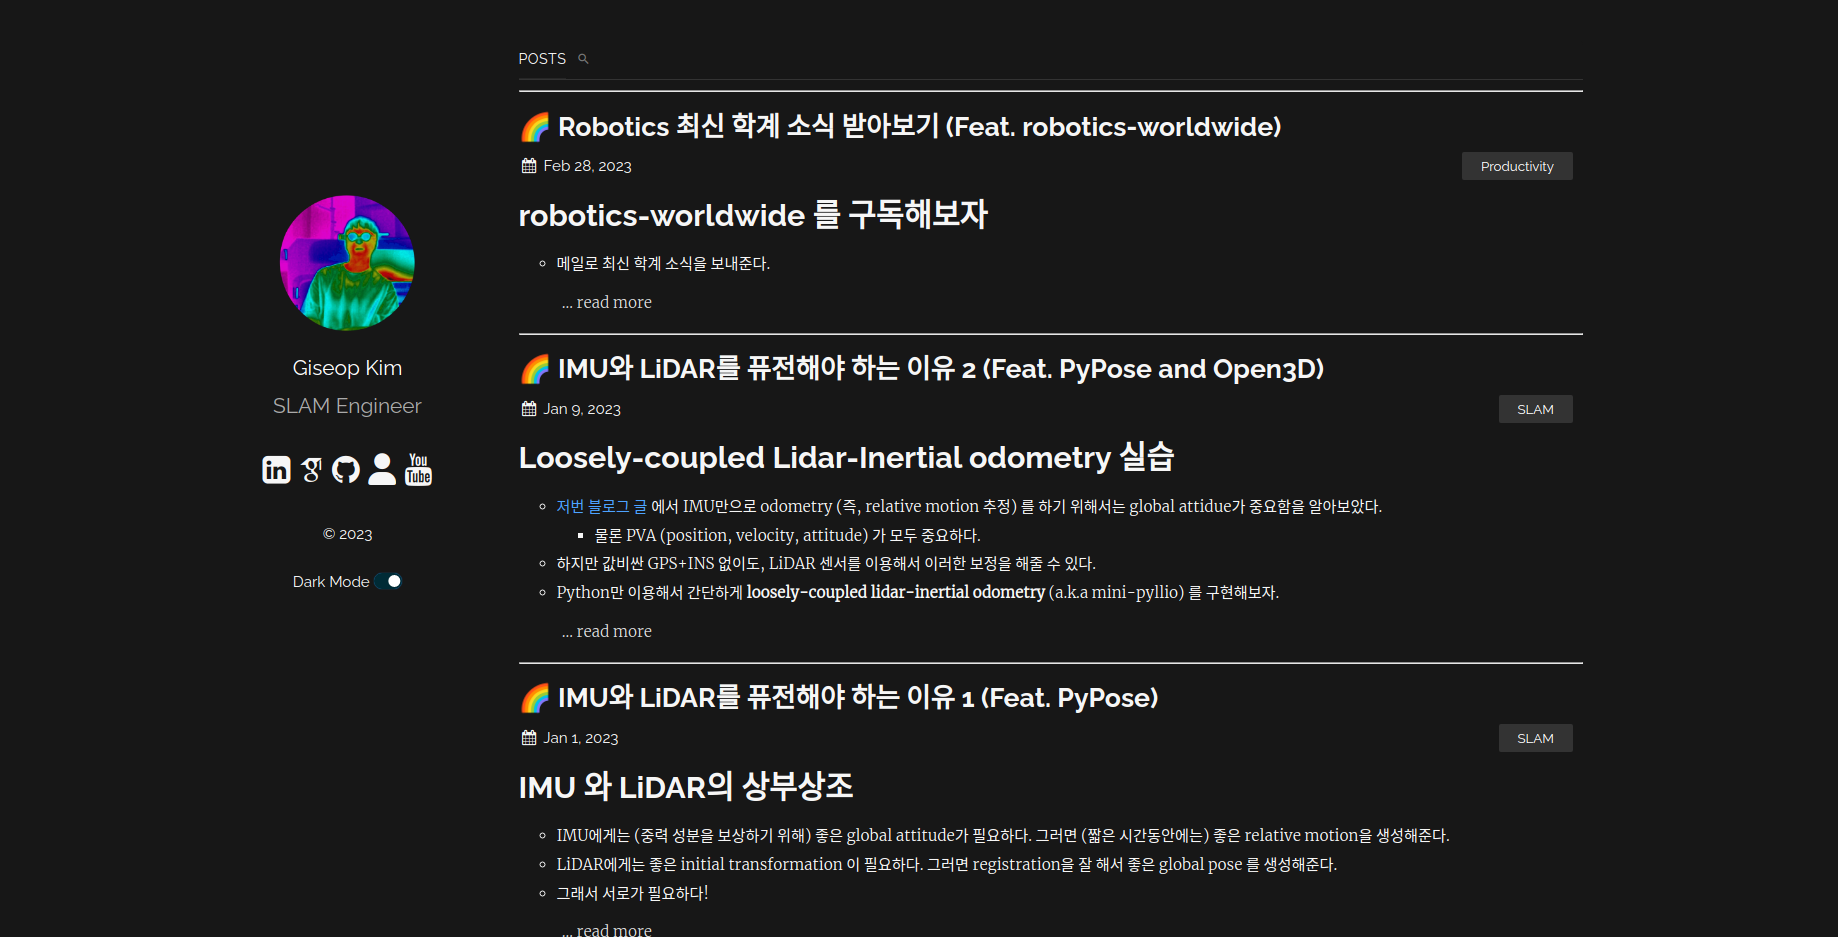 POSTS
Robotics 최신 학계 소식 받아보기 (Feat. robotics-worldwide)
Feb 28, 2023
Productivity
robotics-worldwide 를 구독해보자
메일로 최신 학계 소식을 보내준다.
... read more
Giseop Kim
SLAM Engineer
in
g
You
Tube
© 2023
Dark Mode
IMU와 LiDAR를 퓨전해야 하는 이유 2 (Feat. PyPose and Open3D)
Jan 9, 2023
SLAM
Loosely-coupled Lidar-Inertial odometry 실습
저번 블로그 글 에서 IMU만으로 odometry (즉, relative motion 추정) 를 하기 위해서는 global attidue가 중요함을 알아보았다.
물론 PVA (position, velocity, attitude) 가 모두 중요하다.
하지만 값비싼 GPS+INS 없이도, LiDAR 센서를 이용해서 이러한 보정을 해줄 수 있다.
Python만 이용해서 간단하게 loosely-coupled lidar-inertial odometry (a.k.a mini-pyllio) 를 구현해보자.
... read more
IMU와 LiDAR를 퓨전해야 하는 이유 1 (Feat. PyPose)
Jan 1, 2023
SLAM
IMU 와 LiDAR의 상부상조
IMU에게는 (중력 성분을 보상하기 위해) 좋은 global attitude가 필요하다. 그러면 (짧은 시간동안에는) 좋은 relative motion을 생성해준다.
LiDAR에게는 좋은 initial transformation 이 필요하다. 그러면 registration을 잘 해서 좋은 global pose 를 생성해준다.
그래서 서로가 필요하다!
... read more